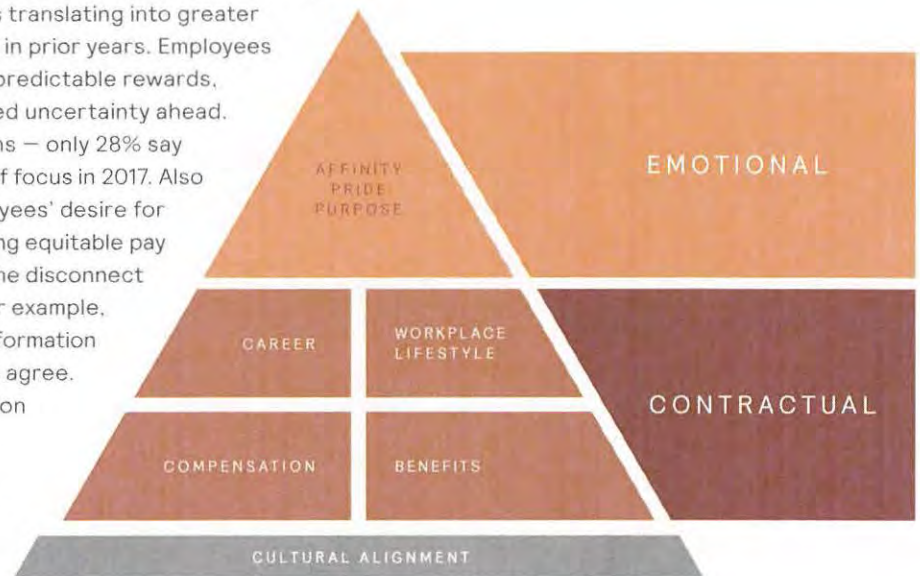 s translating into greater
in prior years. Employees
predictable rewards,
ed uncertainty ahead.
ns — only 28% say
f focus in 2017. Also
yees' desire for
ng equitable pay
ne disconnect
r example,
formation
agree.
on
AFFINITY
PRIDE
PURPOSE
EMOTIONAL
CAREER
WORKPLACE
LIFESTYLE
CONTRACTUAL
COMPENSATION
BENEFITS
CULTURAL ALIGNMENT